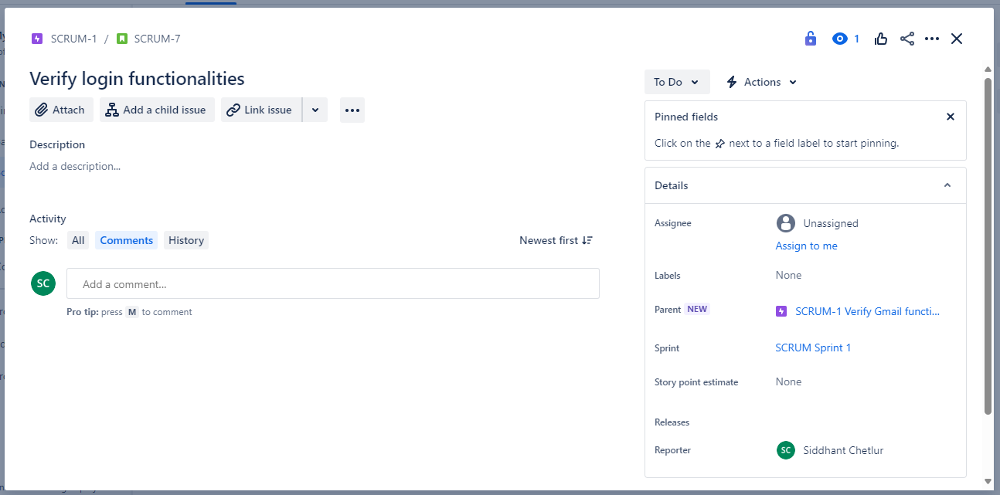 SCRUM-1 / SCRUM-7
1
Verify login functionalities
Attach
Add a child issue
Link issue
Description
Add a description...
Activity
Show: All Comments History
Newest first
SC
Add a comment...
Pro tip: press M to comment
To Do
Actions
Pinned fields
Click on the next to a field label to start pinning.
Details
Assignee
Unassigned
Assign to me
Labels
None
Parent NEW
SCRUM-1 Verify Gmail functi...
Sprint
SCRUM Sprint 1
Story point estimate
None
Releases
Reporter
SC Siddhant Chetlur